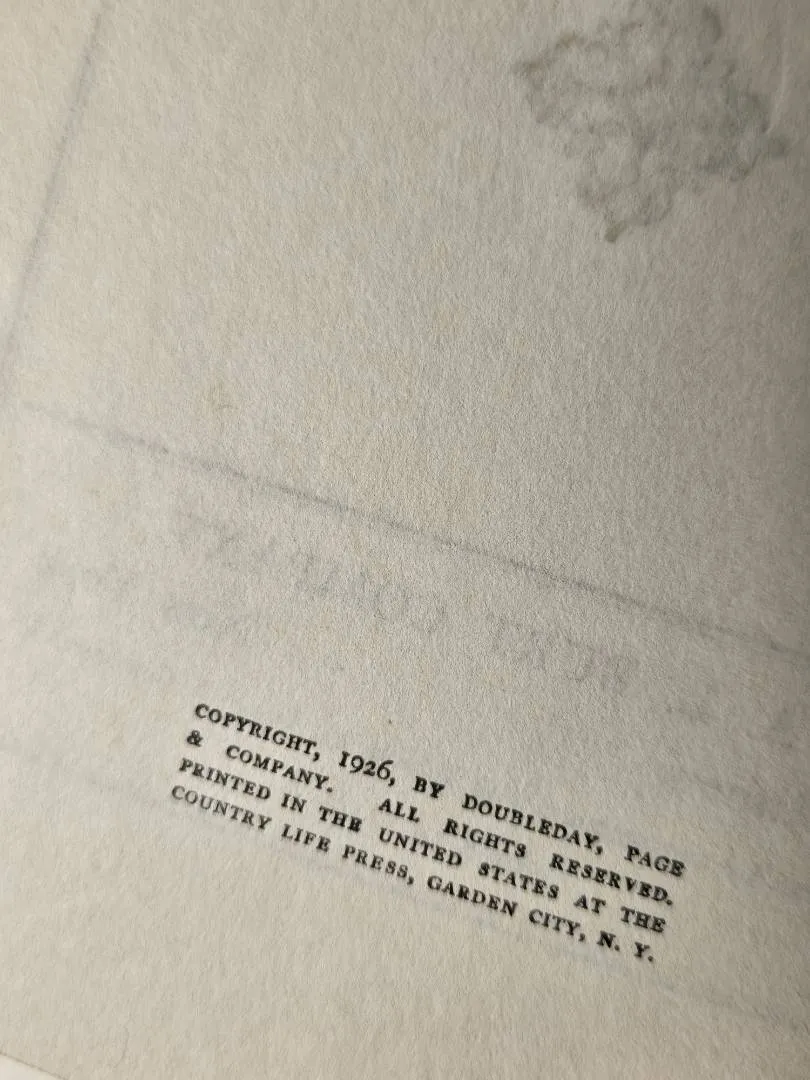 COPYRIGHT, 1926, BY DOUBLEDAY, PAGE
& COMPANY. ALL RIGHTS RESERVED.
PRINTED IN THE UNITED STATES AT THE
COUNTRY LIFE PRESS, GARDEN CITY, N. Y.